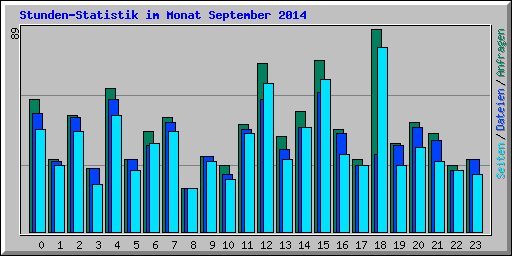 Stunden-Statistik im Monat September 2014
89
Seiten / Dateien / Anfragen
0 1 2 3 4 5 6 7 8 9 10 11 12 13 14 15 16 17 18 19 20 21 22 23